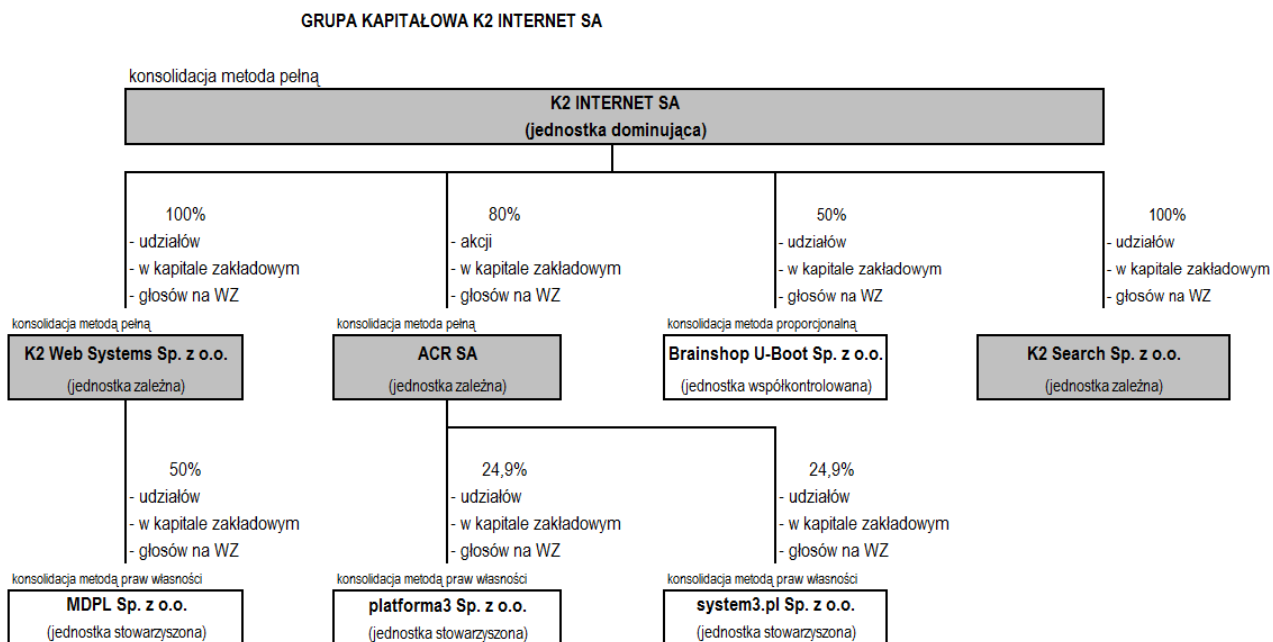 GRUPA KAPITAŁOWA K2 INTERNET SA
konsolidacja metoda pełną
K2 INTERNET SA
(jednostka dominująca)
100%
- udziałów
- w kapitale zakładowym
- głosów na WZ
80%
- akcji
- w kapitale zakładowym
- głosów na WZ
50%
- udziałów
- w kapitale zakładowym
- głosów na WZ
100%
- udziałów
- w kapitale zakładowym
- głosów na WZ
konsolidacja metodą pełną
K2 Web Systems Sp. z o.o.
(jednostka zależna)
konsolidacja metodą pełną
ACR SA
(jednostka zależna)
konsolidacja metoda proporcjonalną
Brainshop U-Boot Sp. z o.o.
(jednostka współkontrolowana)
K2 Search Sp. z o.o.
(jednostka zależna)
50%
- udziałów
- w kapitale zakładowym
- głosów na WZ
24,9%
- udziałów
- w kapitale zakładowym
- głosów na WZ
24,9%
- udziałów
- w kapitale zakładowym
- głosów na WZ
konsolidacja metodą praw własności
MDPL Sp. z o.o.
(jednostka stowarzyszona)
konsolidacja metodą praw własności
platforma3 Sp. z o.o.
(jednostka stowarzyszona)
konsolidacja metodą praw własności
system3.pl Sp. z o.o.
(jednostka stowarzyszona)